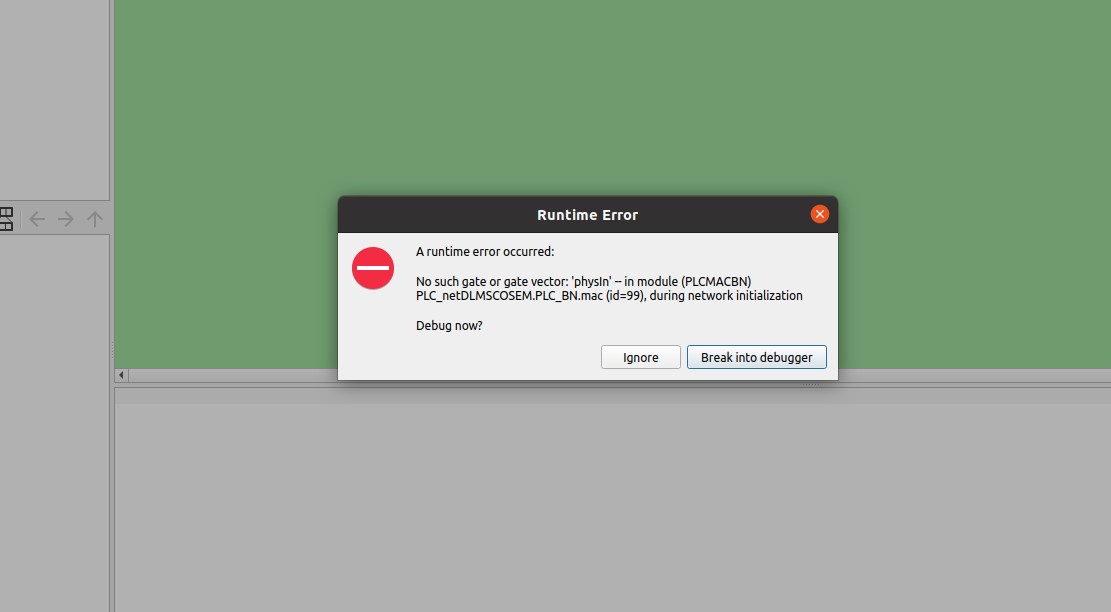 Runtime Error
A runtime error occurred:
No such gate or gate vector: 'physIn' -- in module (PLCMACBN)
PLC_netDLMSCOSEM.PLC_BN.mac (id=99), during network initialization
Debug now?
Ignore
Break into debugger